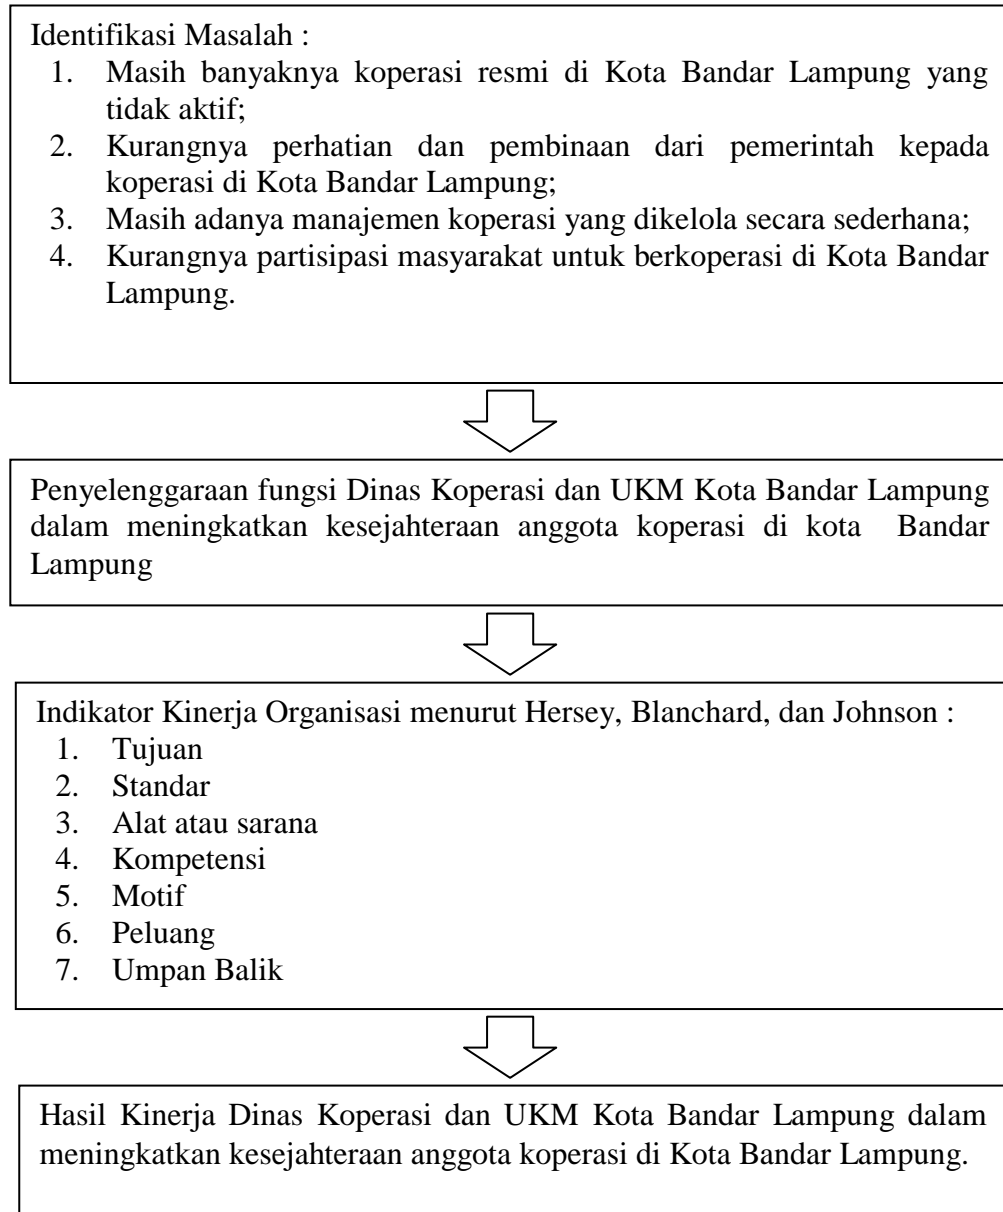 Identifikasi Masalah :
1. Masih banyaknya koperasi resmi di Kota Bandar Lampung yang
tidak aktif;
2. Kurangnya perhatian dan pembinaan dari pemerintah kepada
koperasi di Kota Bandar Lampung;
3. Masih adanya manajemen koperasi yang dikelola secara sederhana;
4. Kurangnya partisipasi masyarakat untuk berkoperasi di Kota Bandar
Lampung.
Penyelenggaraan fungsi Dinas Koperasi dan UKM Kota Bandar Lampung
dalam meningkatkan kesejahteraan anggota koperasi di kota Bandar
Lampung
Indikator Kinerja Organisasi menurut Hersey, Blanchard, dan Johnson :
1. Tujuan
2. Standar
3. Alat atau sarana
4. Kompetensi
5. Motif
6. Peluang
7. Umpan Balik
Hasil Kinerja Dinas Koperasi dan UKM Kota Bandar Lampung dalam
meningkatkan kesejahteraan anggota koperasi di Kota Bandar Lampung.